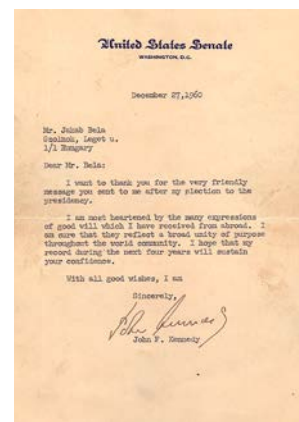 United States Senate
WASHINGTON, D.C.
December 27, 1960
Mr. Jakab Bela
Szolnok, Leget u.
1/1 Hungary
Dear Mr. Bela:
I want to thank you for the very friendly
message you sent to me after my election to the
presidency.
I am most heartened by the many expressions
of good will which I have received from abroad. I
am sure that they reflect a broad unity of purpose
throughout the world community. I hope that my
record during the next four years will sustain
your confidence.
With all good wishes, I am
Sincerely,
John Kennedy
John F. Kennedy